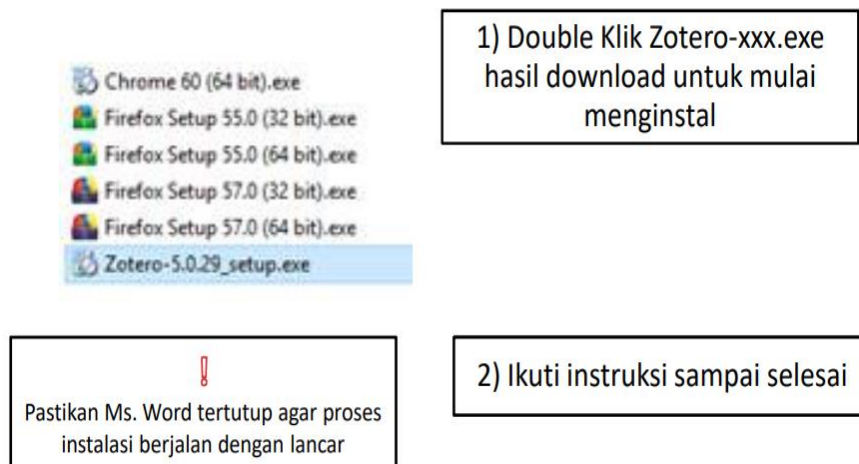 1) Double Klik Zotero-xxx.exe
hasil download untuk mulai
menginstal
Chrome 60 (64 bit).exe
Firefox Setup 55.0 (32 bit).exe
Firefox Setup 55.0 (64 bit).exe
Firefox Setup 57.0 (32 bit).exe
Firefox Setup 57.0 (64 bit).exe
Zotero-5.0.29_setup.exe
!
Pastikan Ms. Word tertutup agar proses
instalasi berjalan dengan lancar
2) Ikuti instruksi sampai selesai